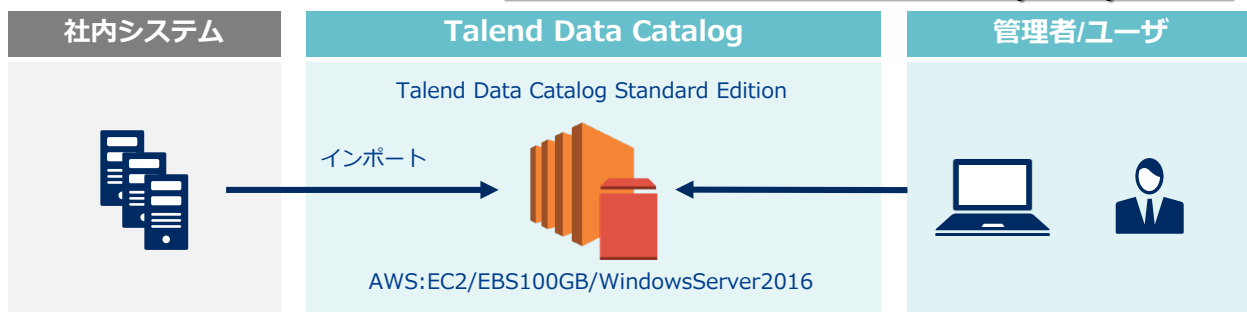 社内システム
Talend Data Catalog
管理者/ユーザ
Talend Data Catalog Standard Edition
インポート
AWS:EC2/EBS100GB/WindowsServer2016